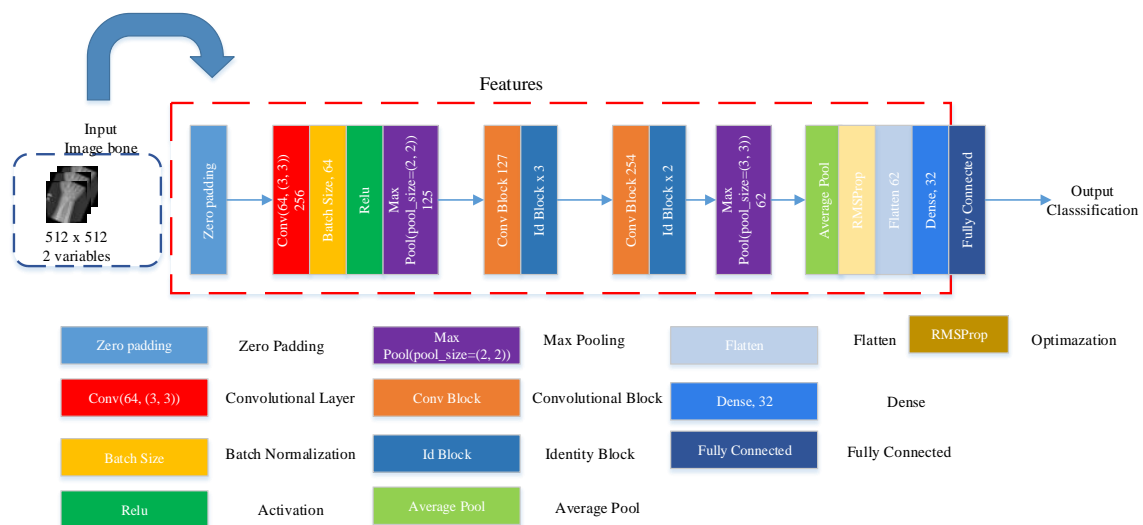 Features
Input
Image bone
512 x 512
2 variables
Zero padding
Conv(64, (3, 3))
256
Batch Size, 64
Relu
Max
Pool(pool_size=(2, 2))
125
Conv Block 127
Id Block x 3
Conv Block 254
Id Block x 2
Max
Pool(pool_size=(3, 3))
62
Average Pool
RMSProp
Flatten 62
Dense, 32
Fully Connected
Output
Classsification
Zero padding
Zero Padding
Max
Pool(pool_size=(2, 2))
Max Pooling
Flatten
Flatten
RMSProp
Optimazation
Conv(64, (3, 3))
Convolutional Layer
Conv Block
Convolutional Block
Dense, 32
Dense
Batch Size
Batch Normalization
Id Block
Identity Block
Fully Connected
Fully Connected
Relu
Activation
Average Pool
Average Pool